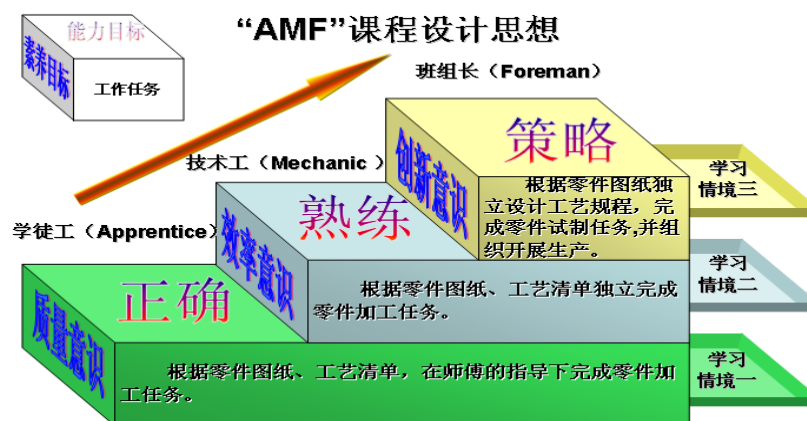 “AMF”课程设计思想
能力目标
素养目标
工作任务
班组长（Foreman）
策略
创新意识
根据零件图纸独
立设计工艺规程，完
成零件试制任务,并组
织开展生产。
学习
情境三
技术工（Mechanic ）
熟练
效率意识
根据零件图纸、工艺清单独立完成
零件加工任务。
学习
情境二
学徒工（Apprentice）
正确
质量意识
根据零件图纸、工艺清单，在师傅的指导下完成零件加
工任务。
学习
情境一